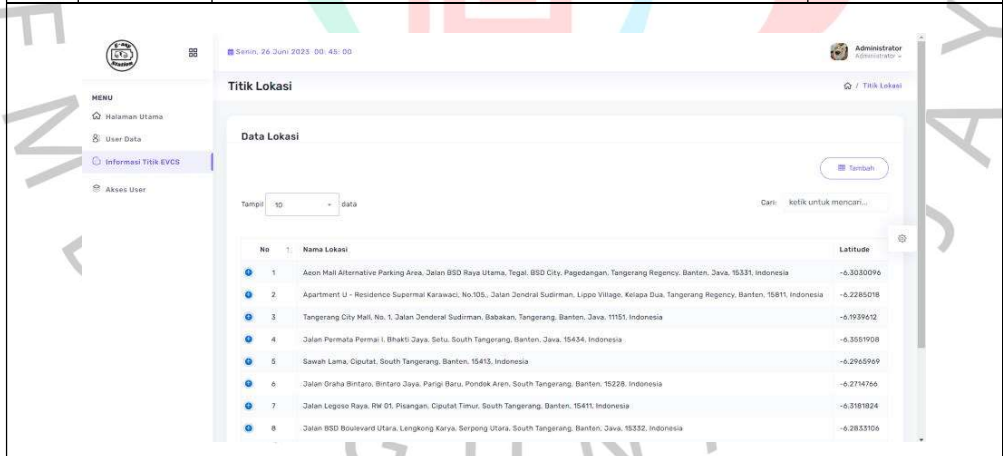 Senin, 26 Juni 2023 00: 45: 00
Administrator
Administrator
Titik Lokasi
/ Titik Lokasi
MENU
Halaman Utama
User Data
Informasi Titik EVCS
Akses User
Data Lokasi
Tambah
Tampil 10 data
Cari: ketik untuk mencari...
No Nama Lokasi Latitude
1 Aeon Mall Alternative Parking Area, Jalan BSD Raya Utama, Tegal, BSD City, Pagedangan, Tangerang Regency, Banten, Java, 15331, Indonesia -6.3030096
2 Apartment U - Residence Supermal Karawaci, No.105,, Jalan Jendral Sudirman, Lippo Village, Kelapa Dua, Tangerang Regency, Banten, 15811, Indonesia -6.2285018
3 Tangerang City Mall, No. 1, Jalan Jenderal Sudirman, Babakan, Tangerang, Banten, Java, 11151, Indonesia -6.1939612
4 Jalan Permata Permai I, Bhakti Jaya, Setu, South Tangerang, Banten, Java, 15434, Indonesia -6.3551908
5 Sawah Lama, Ciputat, South Tangerang, Banten, 15413, Indonesia -6.2965969
6 Jalan Graha Bintaro, Bintaro Jaya, Parigi Baru, Pondok Aren, South Tangerang, Banten, 15228, Indonesia -6.2714766
7 Jalan Legoso Raya, RW 01, Pisangan, Ciputat Timur, South Tangerang, Banten, 15411, Indonesia -6.3181824
8 Jalan BSD Boulevard Utara, Lengkong Karya, Serpong Utara, South Tangerang, Banten, Java, 15332, Indonesia -6.2833106